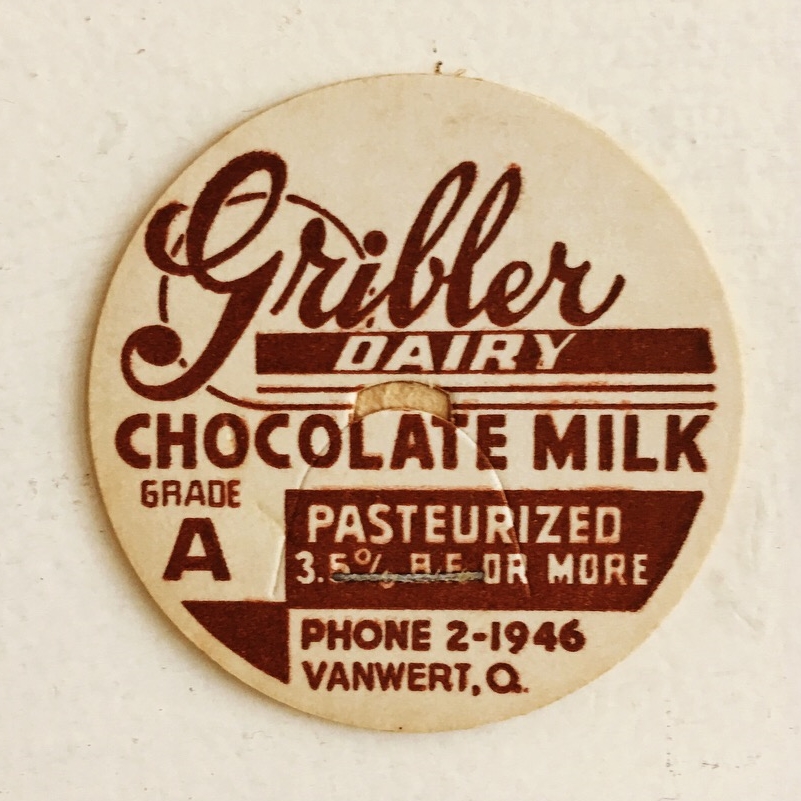 Gribler
DAIRY
CHOCOLATE MILK
GRADE
A
PASTEURIZED
3.5% B.F. OR MORE
PHONE 2-1946
VANWERT, O.